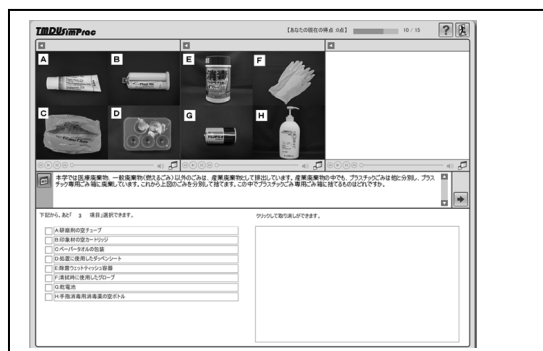 TMDUSimPrac
【あなたの現在の得点 0点】 10 / 15
A
B
E
F
C
D
G
H
本学では医療廃棄物、一般廃棄物(燃えるごみ)以外のごみは、産業廃棄物として排出しています。産業廃棄物の中でも、プラスチックごみは他に分別し、プラス
チック専用ごみ箱に廃棄しています。これから上図のごみを分別して捨てます。この中でプラスチックごみ専用ごみ箱に捨てるものはどれですか。
下記から、あと「 3 項目」選択できます。
クリックして取り消しができます。
A:研磨剤の空チューブ
B:印象材の空カートリッジ
C:ペーパータオルの包装
D:処置に使用したダッペンシート
E:除菌ウェットティッシュ容器
F:清拭時に使用したグローブ
G:乾電池
H:手指消毒用消毒薬の空ボトル